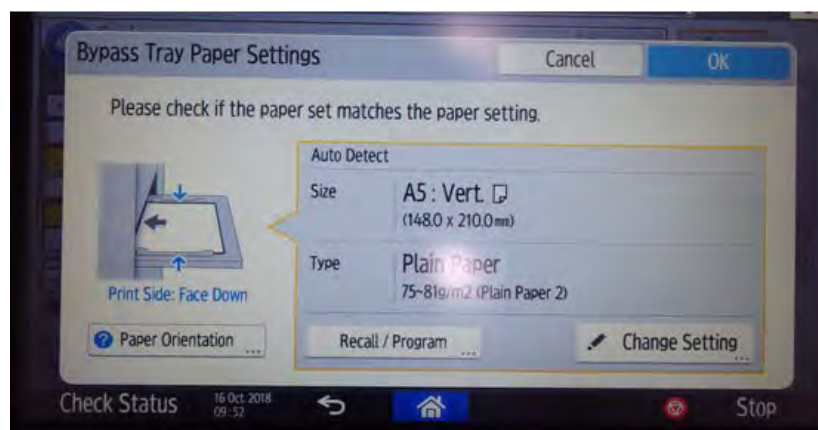 Bypass Tray Paper Settings
Cancel
OK
Please check if the paper set matches the paper setting.
Auto Detect
Size
A5 : Vert.
(148.0 x 210.0 mm)
Type
Plain Paper
75~81g/m2 (Plain Paper 2)
Print Side: Face Down
? Paper Orientation ...
Recall / Program ...
Change Setting ...
Check Status
16 Oct 2018
09:52
Stop